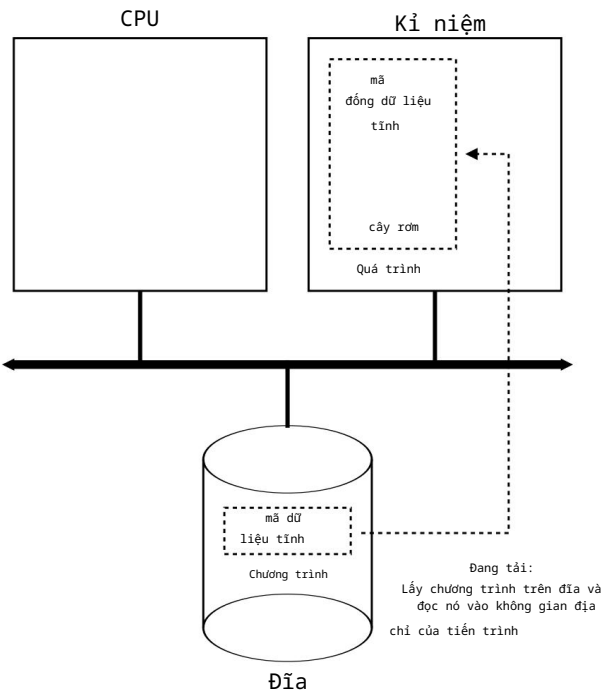 CPU
Kỉ niệm
mã
đống dữ liệu
tĩnh
cây rơm
Quá trình
mã dữ
liệu tĩnh
Chương trình
Đang tải:
Lấy chương trình trên đĩa và
đọc nó vào không gian địa
chỉ của tiến trình
Đĩa